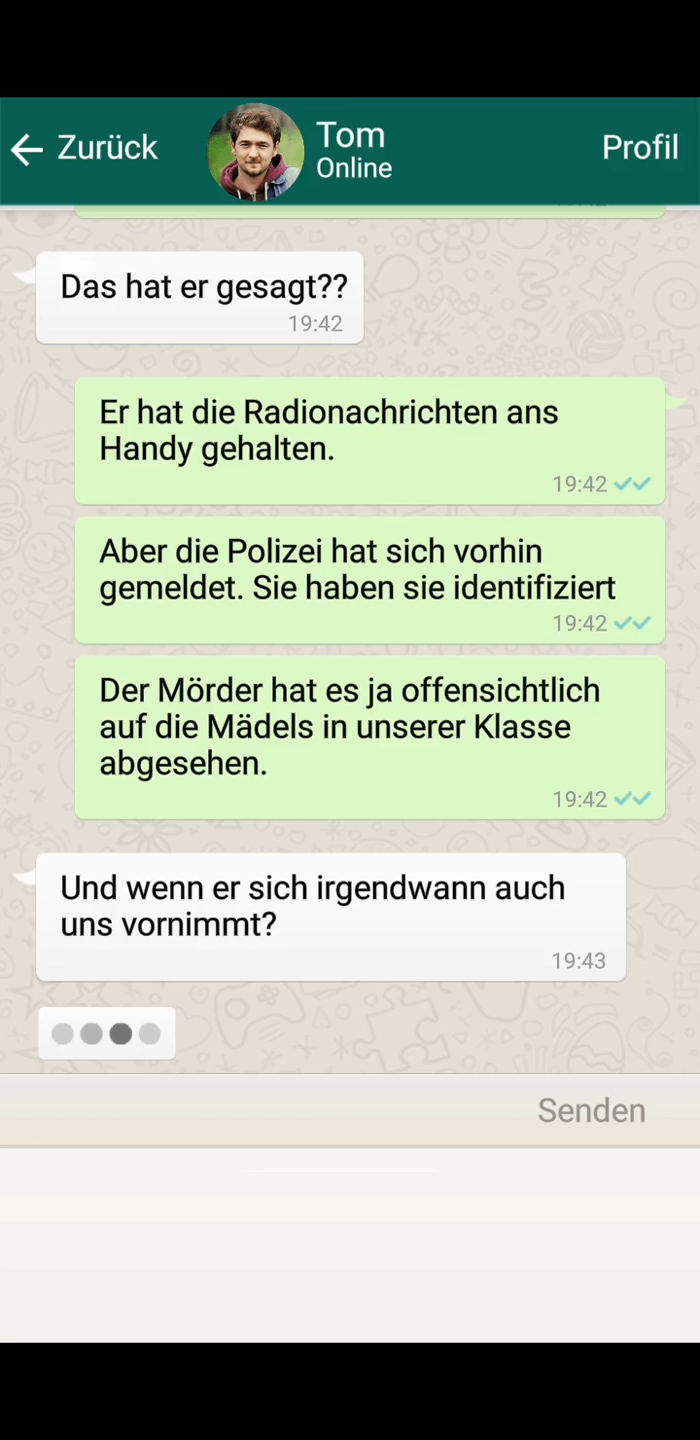 Zurück
Tom
Online
Profil
Das hat er gesagt??
19:42
Er hat die Radionachrichten ans
Handy gehalten.
19:42
Aber die Polizei hat sich vorhin
gemeldet. Sie haben sie identifiziert
19:42
Der Mörder hat es ja offensichtlich
auf die Mädels in unserer Klasse
abgesehen.
19:42
Und wenn er sich irgendwann auch
uns vornimmt?
19:43
Senden